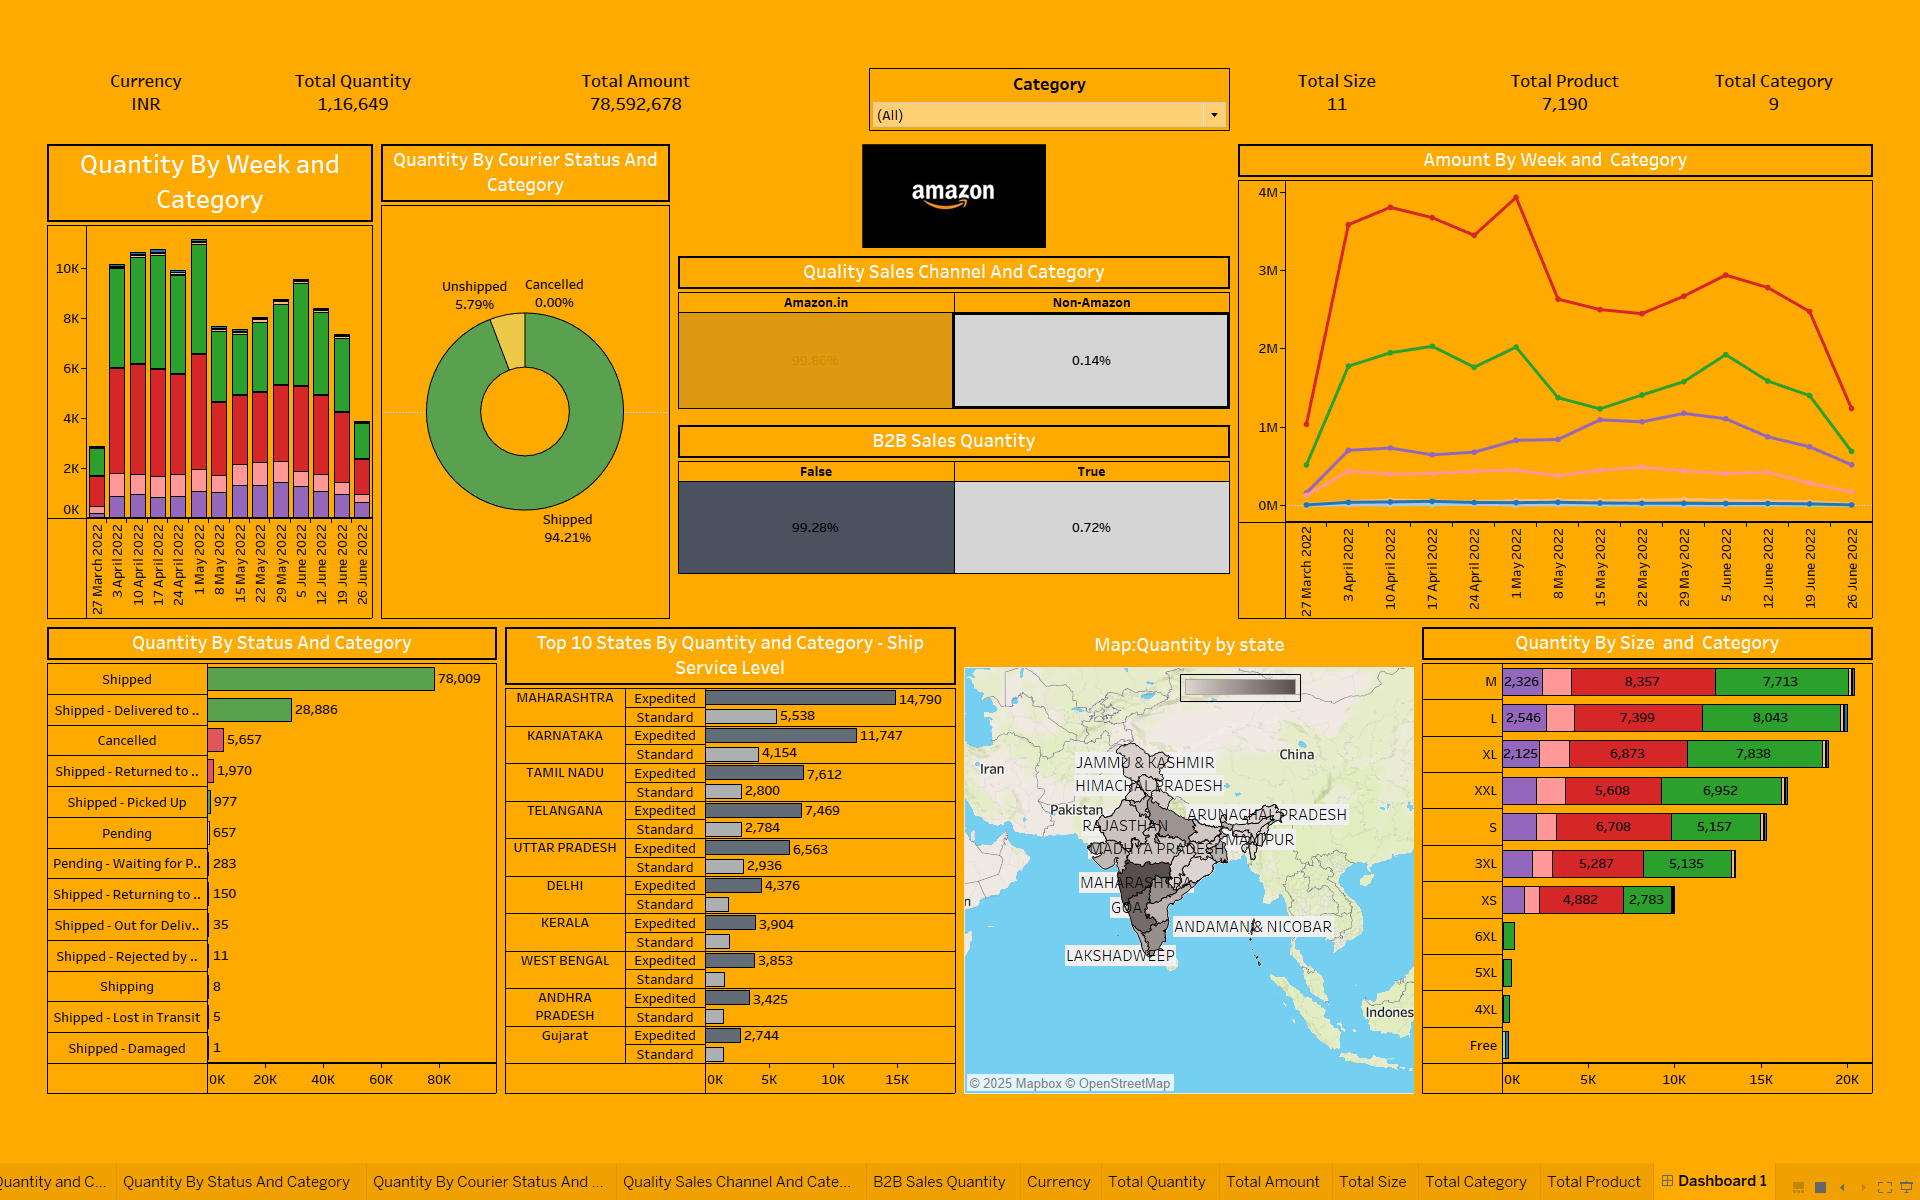 Currency
INR
Total Quantity
1,16,649
Total Amount
78,592,678
Category
(All)
Total Size
11
Total Product
7,190
Total Category
9
Quantity By Week and
Category
10K
8K
6K
4K
2K
0K
27 March 2022
3 April 2022
10 April 2022
17 April 2022
24 April 2022
1 May 2022
8 May 2022
15 May 2022
22 May 2022
29 May 2022
5 June 2022
12 June 2022
19 June 2022
26 June 2022
Quantity By Courier Status And
Category
Unshipped
5.79%
Cancelled
0.00%
Shipped
94.21%
amazon
Quality Sales Channel And Category
Amazon.in
Non-Amazon
99.86%
0.14%
B2B Sales Quantity
False
True
99.28%
0.72%
Amount By Week and Category
4M
3M
2M
1M
0M
27 March 2022
3 April 2022
10 April 2022
17 April 2022
24 April 2022
1 May 2022
8 May 2022
15 May 2022
22 May 2022
29 May 2022
5 June 2022
12 June 2022
19 June 2022
26 June 2022
Quantity By Status And Category
Shipped 78,009
Shipped - Delivered to .. 28,886
Cancelled 5,657
Shipped - Returned to .. 1,970
Shipped - Picked Up 977
Pending 657
Pending - Waiting for P.. 283
Shipped - Returning to .. 150
Shipped - Out for Deliv.. 35
Shipped - Rejected by .. 11
Shipping 8
Shipped - Lost in Transit 5
Shipped - Damaged 1
0K 20K 40K 60K 80K
Top 10 States By Quantity and Category - Ship
Service Level
MAHARASHTRA Expedited 14,790
Standard 5,538
KARNATAKA Expedited 11,747
Standard 4,154
TAMIL NADU Expedited 7,612
Standard 2,800
TELANGANA Expedited 7,469
Standard 2,784
UTTAR PRADESH Expedited 6,563
Standard 2,936
DELHI Expedited 4,376
Standard
KERALA Expedited 3,904
Standard
WEST BENGAL Expedited 3,853
Standard
ANDHRA Expedited 3,425
PRADESH Standard
Gujarat Expedited 2,744
Standard
0K 5K 10K 15K
Map:Quantity by state
China
Iran
JAMMU & KASHMIR
HIMACHAL PRADESH
Pakistan
ARUNACHAL PRADESH
RAJASTHAN
MANIPUR
MADHYA PRADESH
MAHARASHTRA
n
GOA
ANDAMAN & NICOBAR
LAKSHADWEEP
Indones
© 2025 Mapbox © OpenStreetMap
Quantity By Size and Category
M 2,326 8,357 7,713
L 2,546 7,399 8,043
XL 2,125 6,873 7,838
XXL 5,608 6,952
S 6,708 5,157
3XL 5,287 5,135
XS 4,882 2,783
6XL
5XL
4XL
Free
0K 5K 10K 15K 20K
Quantity and C... Quantity By Status And Category Quantity By Courier Status And ... Quality Sales Channel And Cate... B2B Sales Quantity Currency Total Quantity Total Amount Total Size Total Category Total Product Dashboard 1